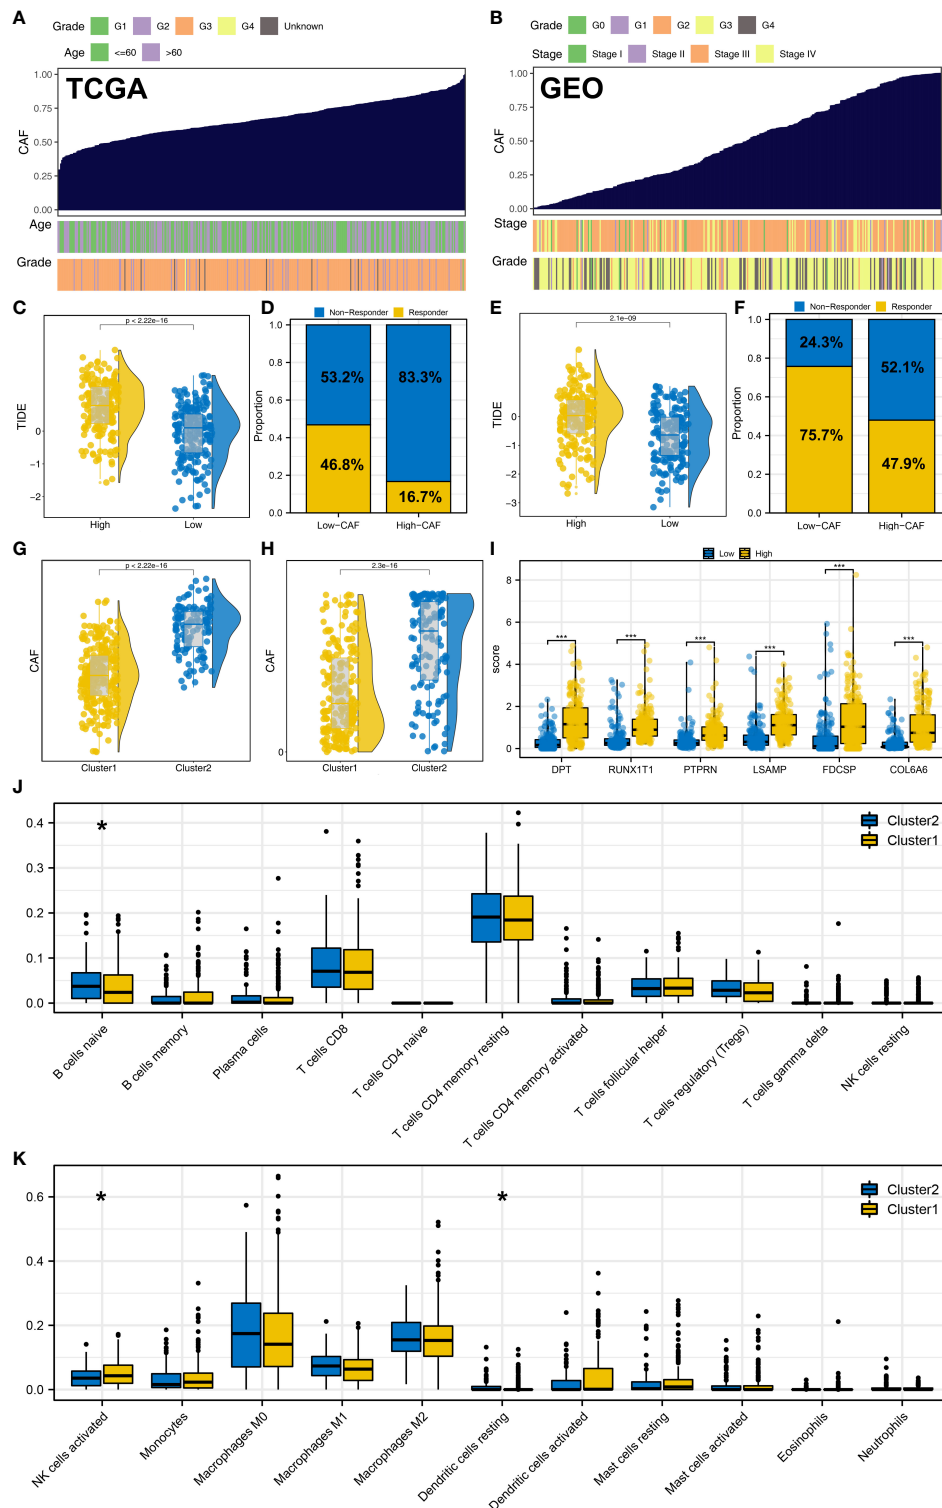 A
Grade G1 G2 G3 G4 Unknown
Age <=60 >60
TCGA
CAF
1.00
0.75
0.50
0.25
0.00
Age
Grade
B
Grade G0 G1 G2 G3 G4
Stage Stage I Stage II Stage III Stage IV
GEO
CAF
1.00
0.75
0.50
0.25
0.00
Stage
Grade
C
p < 2.22e-16
TIDE
0
-1
-2
High Low
D
Non-Responder Responder
Proportion
1.0
0.8
0.6
0.4
0.2
0.0
53.2% 83.3%
46.8% 16.7%
Low-CAF High-CAF
E
2.1e-09
TIDE
0
-1
-2
-3
High Low
F
Non-Responder Responder
Proportion
1.0
0.8
0.6
0.4
0.2
0.0
24.3% 52.1%
75.7% 47.9%
Low-CAF High-CAF
G
p < 2.22e-16
CAF
Cluster1 Cluster2
H
2.3e-16
CAF
0
Cluster1 Cluster2
I
Low High
score
8
6
4
2
0
*** *** *** *** *** ***
DPT RUNX1T1 PTPRN LSAMP FDCSP COL6A6
J
Cluster2
Cluster1
0.4
0.3
0.2
0.1
0.0
*
B cells naive
B cells memory
Plasma cells
T cells CD8
T cells CD4 naive
T cells CD4 memory resting
T cells CD4 memory activated
T cells follicular helper
T cells regulatory (Tregs)
T cells gamma delta
NK cells resting
K
Cluster2
Cluster1
0.6
0.4
0.2
0.0
* *
NK cells activated
Monocytes
Macrophages M0
Macrophages M1
Macrophages M2
Dendritic cells resting
Dendritic cells activated
Mast cells resting
Mast cells activated
Eosinophils
Neutrophils